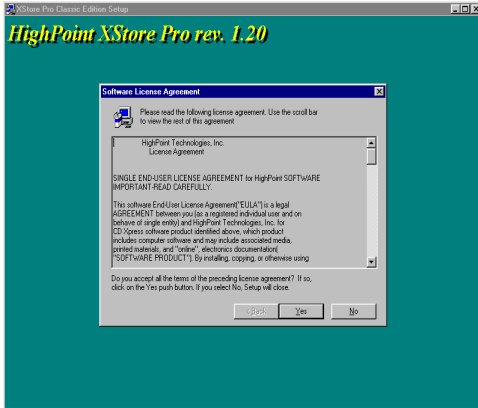 XStore Pro Classic Edition Setup
HighPoint XStore Pro rev. 1.20
Software License Agreement
Please read the following license agreement. Use the scroll bar
to view the rest of this agreement
HighPoint Technologies, Inc.
License Agreement
SINGLE END-USER LICENSE AGREEMENT for HighPoint SOFTWARE
IMPORTANT-READ CAREFULLY.
This software End-User License Agreement("EULA") is a legal
AGREEMENT between you (as a registered individual user and on
behave of single entity) and HighPoint Technologies, Inc. for
CD Xpress software product identified above, which product
includes computer software and may include associated media,
printed materials, and "online", electronics documentation(
"SOFTWARE PRODUCT"). By installing, copying, or otherwise using
Do you accept all the terms of the preceding license agreement? If so,
click on the Yes push button. If you select No, Setup will close.
< Back
Yes
No